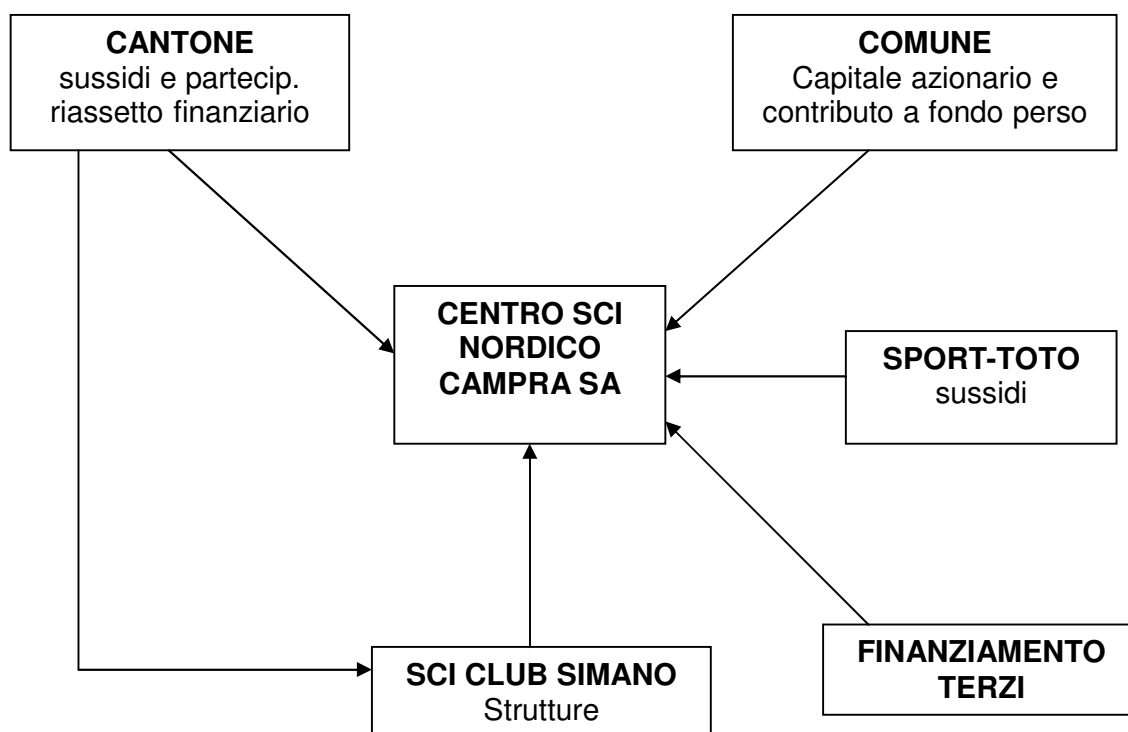 CANTONE
sussidi e partecip.
riassetto finanziario
COMUNE
Capitale azionario e
contributo a fondo perso
CENTRO SCI
NORDICO
CAMPRA SA
SPORT-TOTO
sussidi
SCI CLUB SIMANO
Strutture
FINANZIAMENTO
TERZI